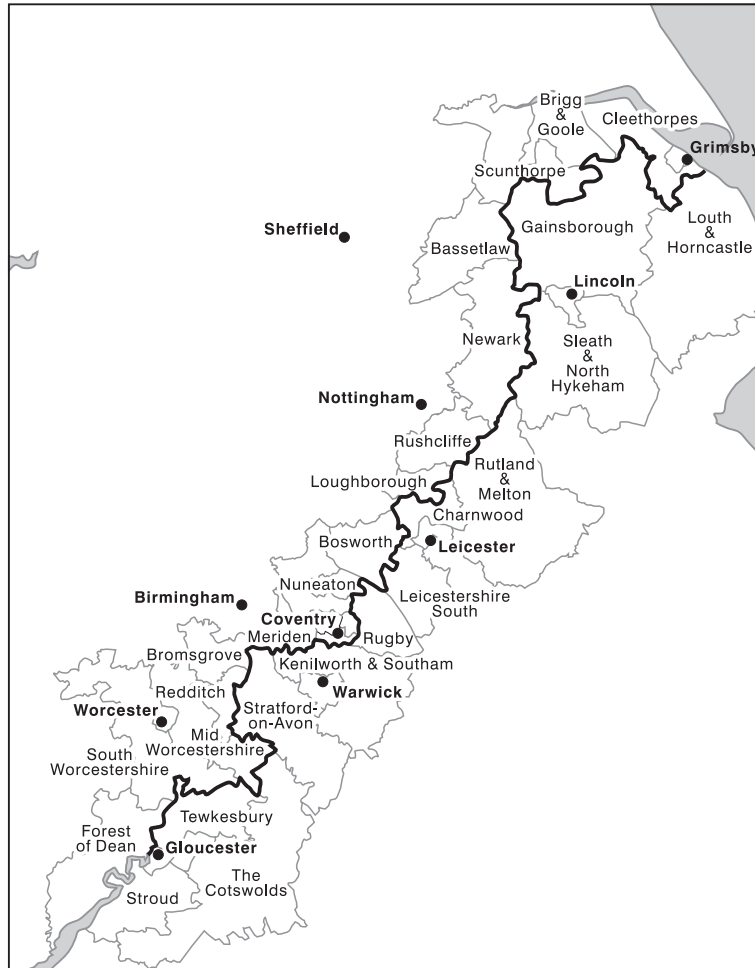 Brigg
&
Goole
Cleethorpes
Grimsby
Scunthorpe
Gainsborough
Louth
&
Horncastle
Sheffield
Bassetlaw
Lincoln
Newark
Sleath
&
North
Hykeham
Nottingham
Rushcliffe
Rutland
&
Melton
Loughborough
Charnwood
Bosworth
Leicester
Nuneaton
Leicestershire
South
Birmingham
Coventry
Meriden
Rugby
Bromsgrove
Kenilworth & Southam
Redditch
Warwick
Stratford-
on-Avon
Worcester
Mid
Worcestershire
South
Worcestershire
Tewkesbury
Forest
of Dean
Gloucester
The
Cotswolds
Stroud